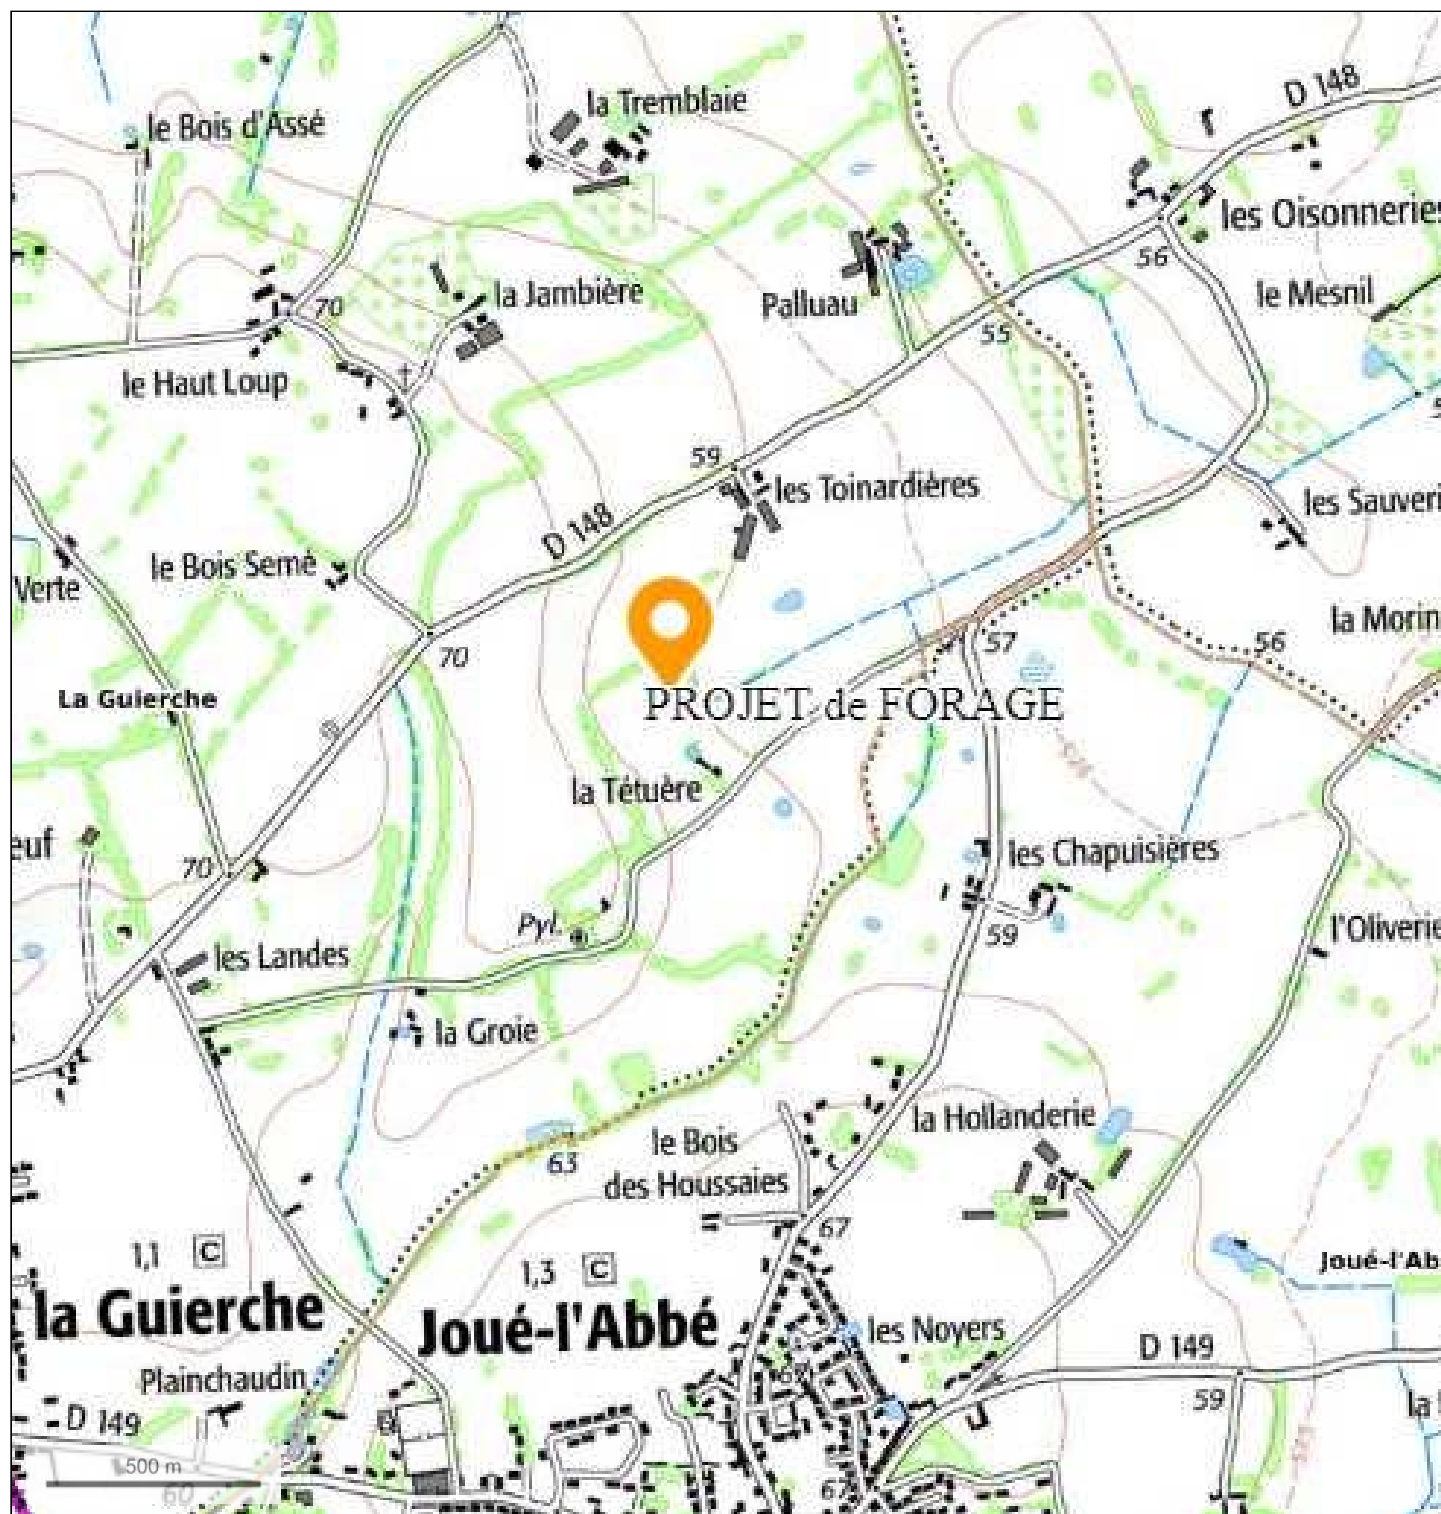 D 148
la Tremblaie
le Bois d'Assé
les Oisonneries
56
la Jambière
70
Palluau
le Mesnil
55
le Haut Loup
59
les Toinardières
les Sauveri
D 148
le Bois Semé
Verte
la Morin
57
56
70
La Guierche
PROJET de FORAGE
la Tétuère
euf
70
les Chapuisières
Pyl.
59
l'Oliverie
les Landes
la Groie
la Hollanderie
le Bois
des Houssaies
63
67
1,1 C
1,3 C
Joué-l'Ab
la Guierche
Joué-l'Abbé
les Noyers
D 149
Plainchaudin
59
la
D 149
500 m
60